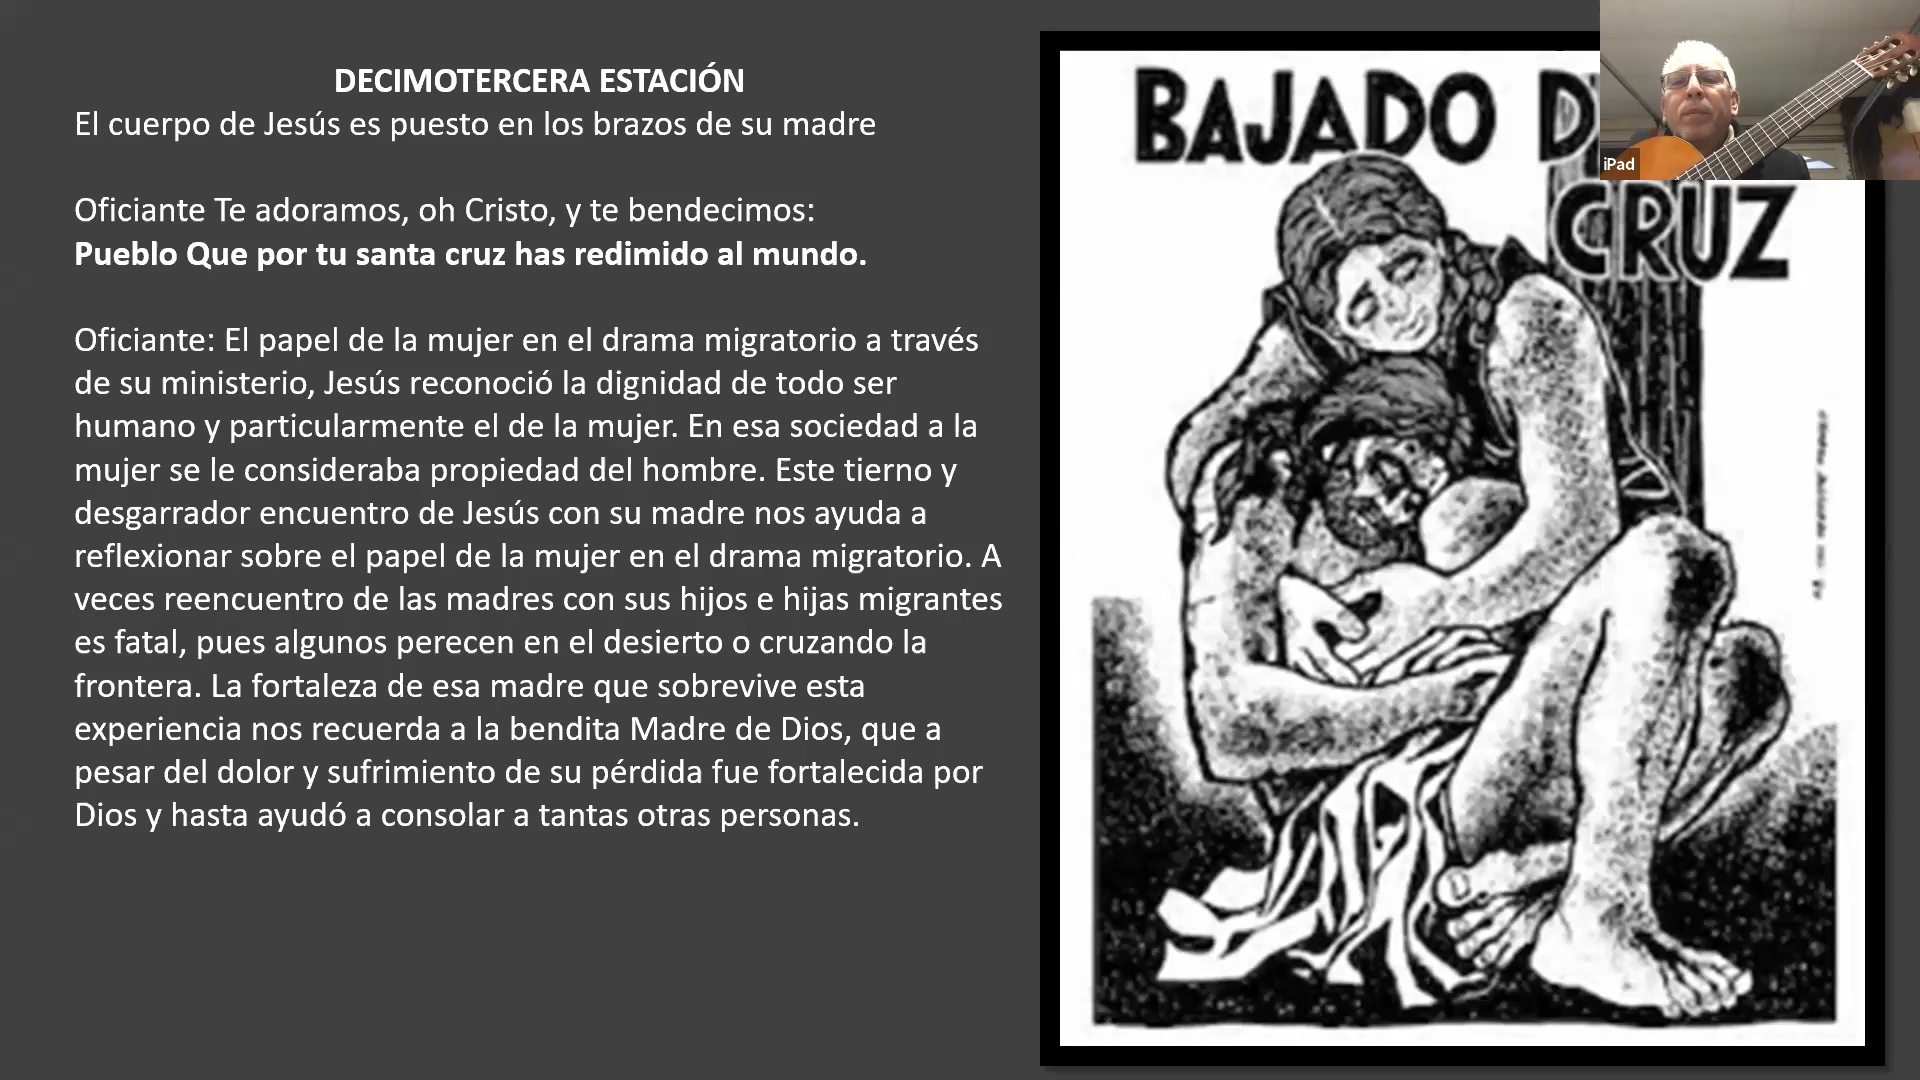 DECIMOTERCERA ESTACIÓN
El cuerpo de Jesús es puesto en los brazos de su madre
Oficiante Te adoramos, oh Cristo, y te bendecimos:
Pueblo Que por tu santa cruz has redimido al mundo.
Oficiante: El papel de la mujer en el drama migratorio a través
de su ministerio, Jesús reconoció la dignidad de todo ser
humano y particularmente el de la mujer. En esa sociedad a la
mujer se le consideraba propiedad del hombre. Este tierno y
desgarrador encuentro de Jesús con su madre nos ayuda a
reflexionar sobre el papel de la mujer en el drama migratorio. A
veces reencuentro de las madres con sus hijos e hijas migrantes
es fatal, pues algunos perecen en el desierto o cruzando la
frontera. La fortaleza de esa madre que sobrevive esta
experiencia nos recuerda a la bendita Madre de Dios, que a
pesar del dolor y sufrimiento de su pérdida fue fortalecida por
Dios y hasta ayudó a consolar a tantas otras personas.
BAJADO
CRUZ
iPad